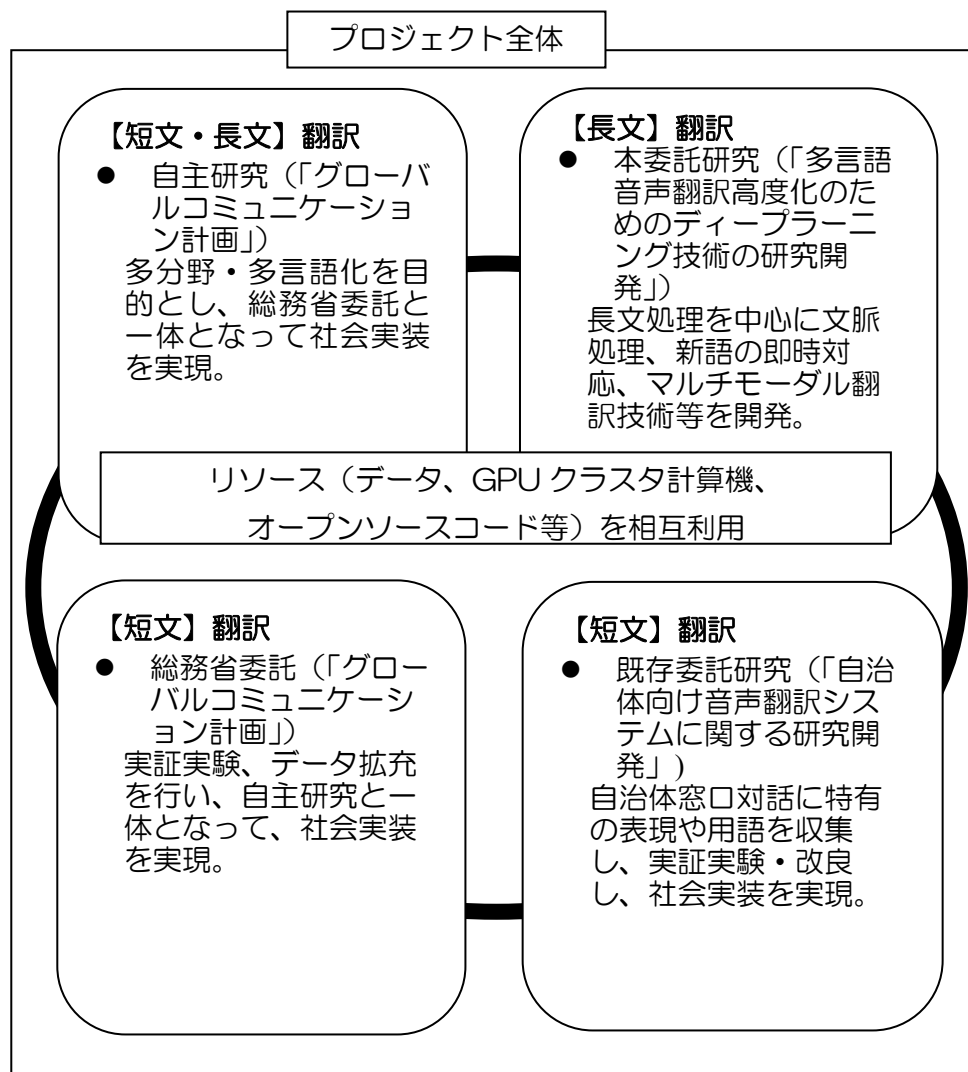 プロジェクト全体
【短文・長文】翻訳
● 自主研究（「グローバ
ルコミュニケーショ
ン計画」）
多分野・多言語化を目
的とし、総務省委託と
一体となって社会実装
を実現。
【長文】翻訳
● 本委託研究（「多言語
音声翻訳高度化のた
めのディープラーニ
ング技術の研究開
発」）
長文処理を中心に文脈
処理、新語の即時対
応、マルチモーダル翻
訳技術等を開発。
リソース（データ、GPU クラスタ計算機、
オープンソースコード等）を相互利用
【短文】翻訳
● 総務省委託（「グロー
バルコミュニケーシ
ョン計画」）
実証実験、データ拡充
を行い、自主研究と一
体となって、社会実装
を実現。
【短文】翻訳
● 既存委託研究（「自治
体向け音声翻訳シス
テムに関する研究開
発」)
自治体窓口対話に特有
の表現や用語を収集
し、実証実験・改良
し、社会実装を実現。